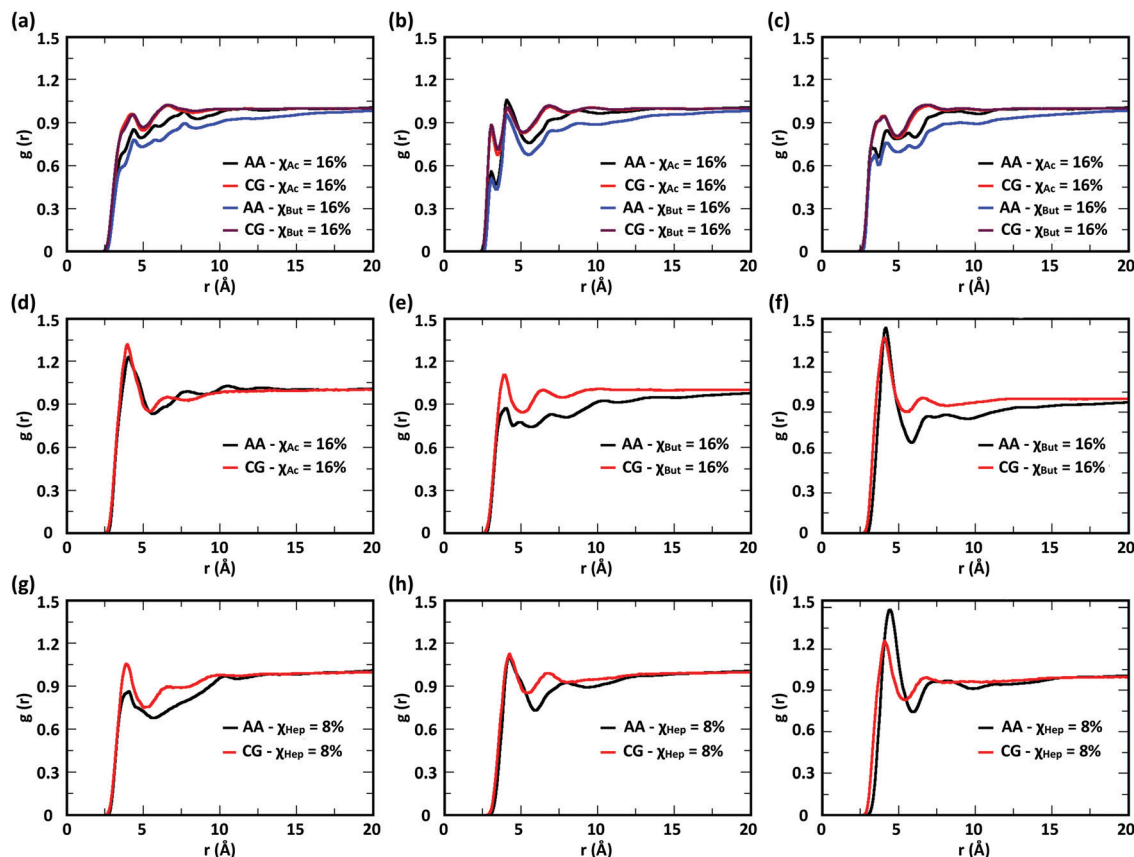 (a)
1.5
1.2
0.9
0.6
0.3
0
g (r)
AA - χAc = 16%
CG - χAc = 16%
AA - χBut = 16%
CG - χBut = 16%
0 5 10 15 20
r (Å)
(b)
1.5
1.2
0.9
0.6
0.3
0
g (r)
AA - χAc = 16%
CG - χAc = 16%
AA - χBut = 16%
CG - χBut = 16%
0 5 10 15 20
r (Å)
(c)
1.5
1.2
0.9
0.6
0.3
0
g (r)
AA - χAc = 16%
CG - χAc = 16%
AA - χBut = 16%
CG - χBut = 16%
0 5 10 15 20
r (Å)
(d)
1.5
1.2
0.9
0.6
0.3
0
g (r)
AA - χAc = 16%
CG - χAc = 16%
0 5 10 15 20
r (Å)
(e)
1.5
1.2
0.9
0.6
0.3
0
g (r)
AA - χBut = 16%
CG - χBut = 16%
0 5 10 15 20
r (Å)
(f)
1.5
1.2
0.9
0.6
0.3
0
g (r)
AA - χBut = 16%
CG - χBut = 16%
0 5 10 15 20
r (Å)
(g)
1.5
1.2
0.9
0.6
0.3
0
g (r)
AA - χHep = 8%
CG - χHep = 8%
0 5 10 15 20
r (Å)
(h)
1.5
1.2
0.9
0.6
0.3
0
g (r)
AA - χHep = 8%
CG - χHep = 8%
0 5 10 15 20
r (Å)
(i)
1.5
1.2
0.9
0.6
0.3
0
g (r)
AA - χHep = 8%
CG - χHep = 8%
0 5 10 15 20
r (Å)